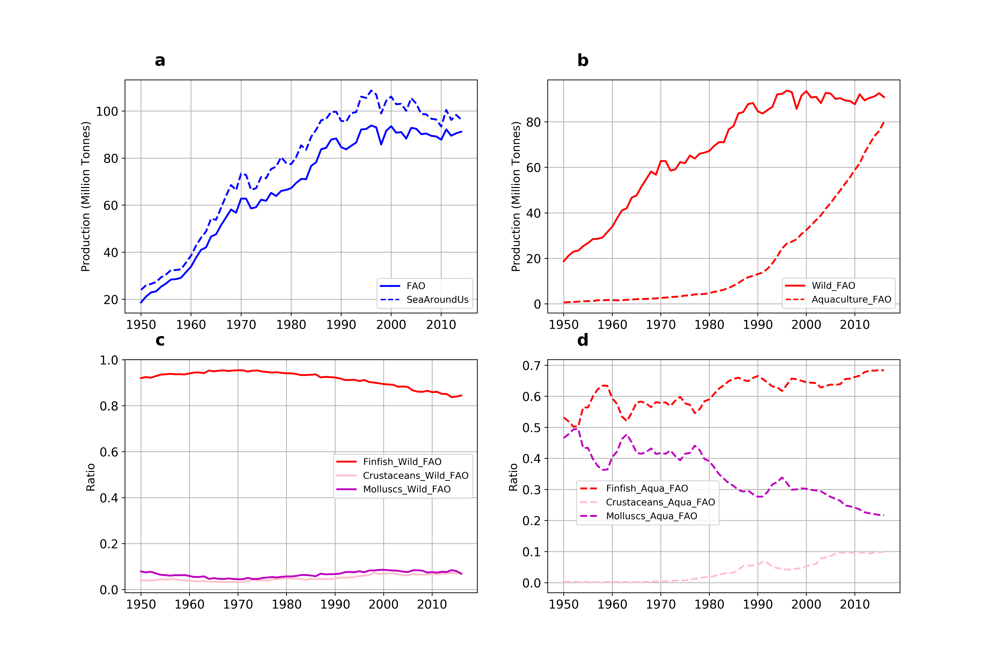 a
Production (Million Tonnes)
100
80
60
40
20
1950 1960 1970 1980 1990 2000 2010
FAO
SeaAroundUs
b
Production (Million Tonnes)
80
60
40
20
0
1950 1960 1970 1980 1990 2000 2010
Wild_FAO
Aquaculture_FAO
c
Ratio
1.0
0.8
0.6
0.4
0.2
0.0
1950 1960 1970 1980 1990 2000 2010
Finfish_Wild_FAO
Crustaceans_Wild_FAO
Molluscs_Wild_FAO
d
Ratio
0.7
0.6
0.5
0.4
0.3
0.2
0.1
0.0
1950 1960 1970 1980 1990 2000 2010
Finfish_Aqua_FAO
Crustaceans_Aqua_FAO
Molluscs_Aqua_FAO